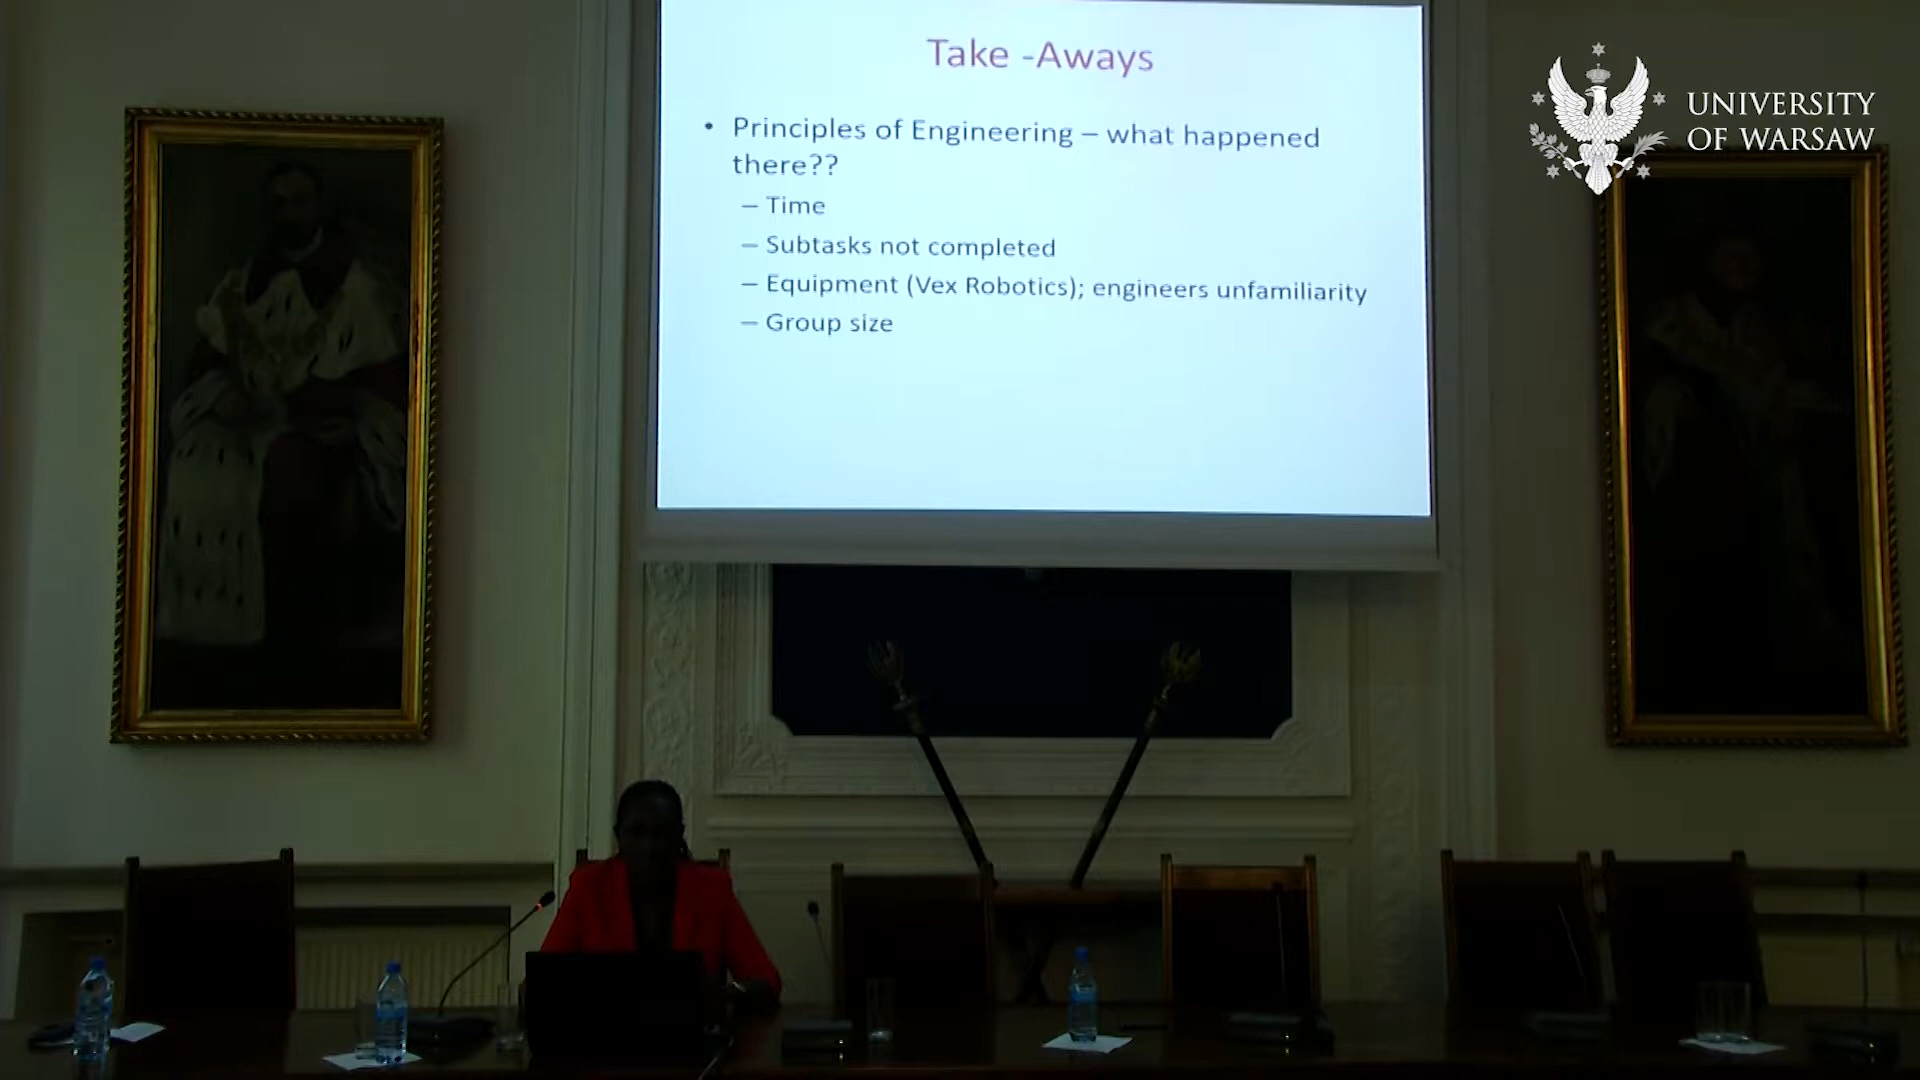 Take -Aways
• Principles of Engineering – what happened
there??
– Time
– Subtasks not completed
– Equipment (Vex Robotics); engineers unfamiliarity
– Group size
UNIVERSITY
OF WARSAW